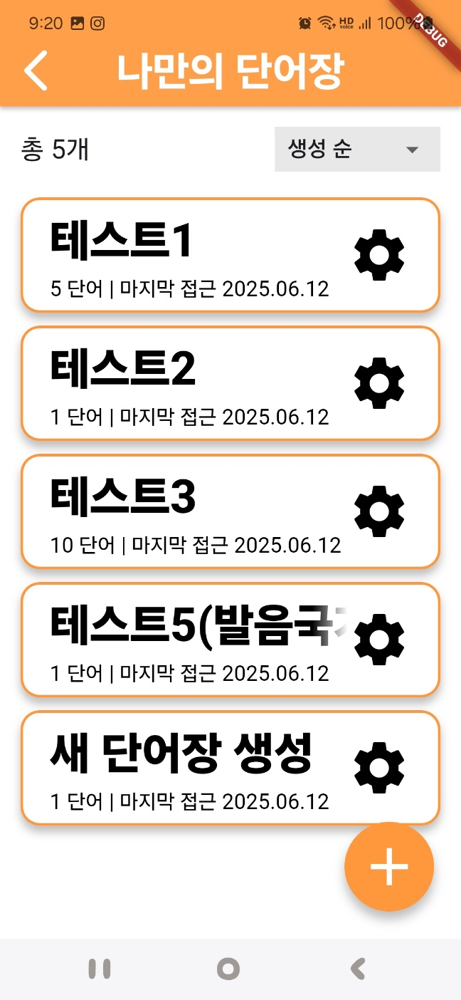 9:20 HD voice 100%
DEBUG
나만의 단어장
총 5개
생성 순
테스트1
5 단어 | 마지막 접근 2025.06.12
테스트2
1 단어 | 마지막 접근 2025.06.12
테스트3
10 단어 | 마지막 접근 2025.06.12
테스트5(발음국
1 단어 | 마지막 접근 2025.06.12
새 단어장 생성
1 단어 | 마지막 접근 2025.06.12